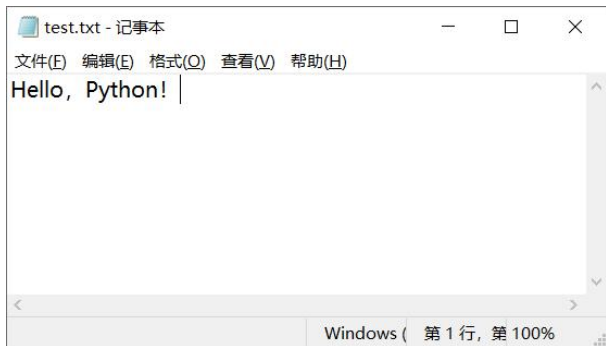 test.txt - 记事本
文件(F) 编辑(E) 格式(O) 查看(V) 帮助(H)
Hello，Python！
Windows ( 第 1 行，第 100%